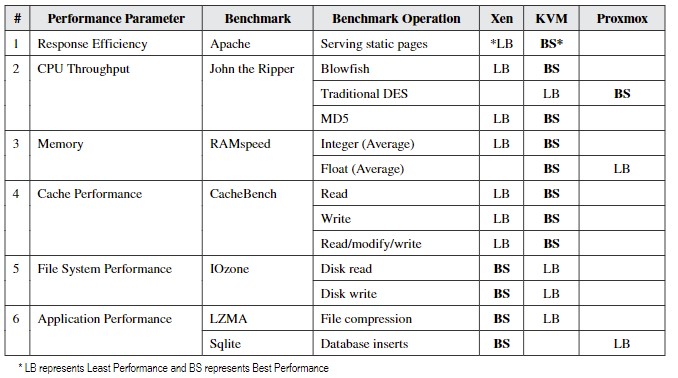 # Performance Parameter Benchmark Benchmark Operation Xen KVM Proxmox
1 Response Efficiency Apache Serving static pages *LB BS*
2 CPU Throughput John the Ripper Blowfish LB BS
Traditional DES LB BS
MD5 LB BS
3 Memory RAMspeed Integer (Average) LB BS
Float (Average) BS LB
4 Cache Performance CacheBench Read LB BS
Write LB BS
Read/modify/write LB BS
5 File System Performance IOzone Disk read BS LB
Disk write BS LB
6 Application Performance LZMA File compression BS LB
Sqlite Database inserts BS LB
* LB represents Least Performance and BS represents Best Performance